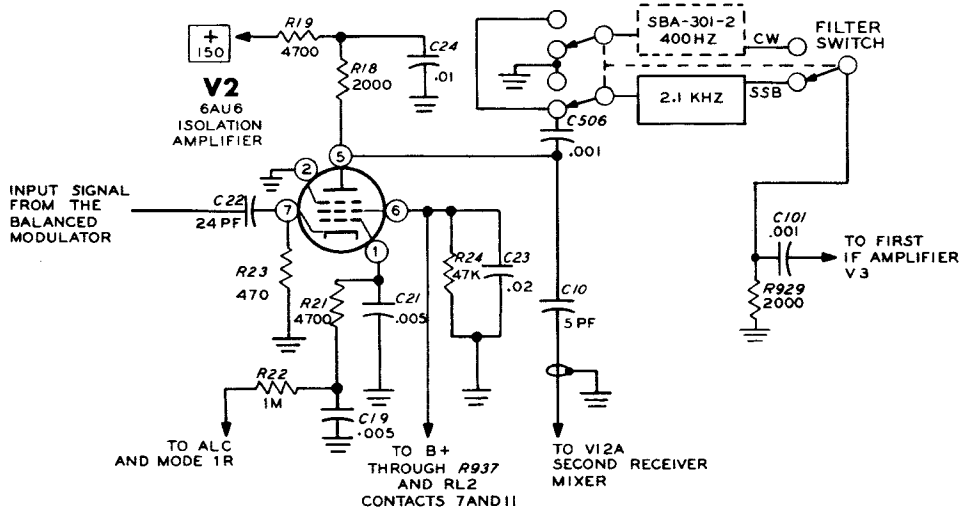 R19
4700
+
150
C24
.01
R18
2000
V2
6AU6
ISOLATION
AMPLIFIER
SBA-301-2
400HZ
CW
FILTER
SWITCH
2.1 KHZ
SSB
C506
.001
5
2
7
6
1
INPUT SIGNAL
FROM THE
BALANCED
MODULATOR
C22
24 PF
R23
470
R21
4700
C21
.005
R24
47K
C23
.02
C10
5 PF
C101
.001
TO FIRST
IF AMPLIFIER
V3
R929
2000
R22
1M
C19
.005
TO ALC
AND MODE 1R
TO B+
THROUGH R937
AND RL2
CONTACTS 7 AND 11
TO V12A
SECOND RECEIVER
MIXER